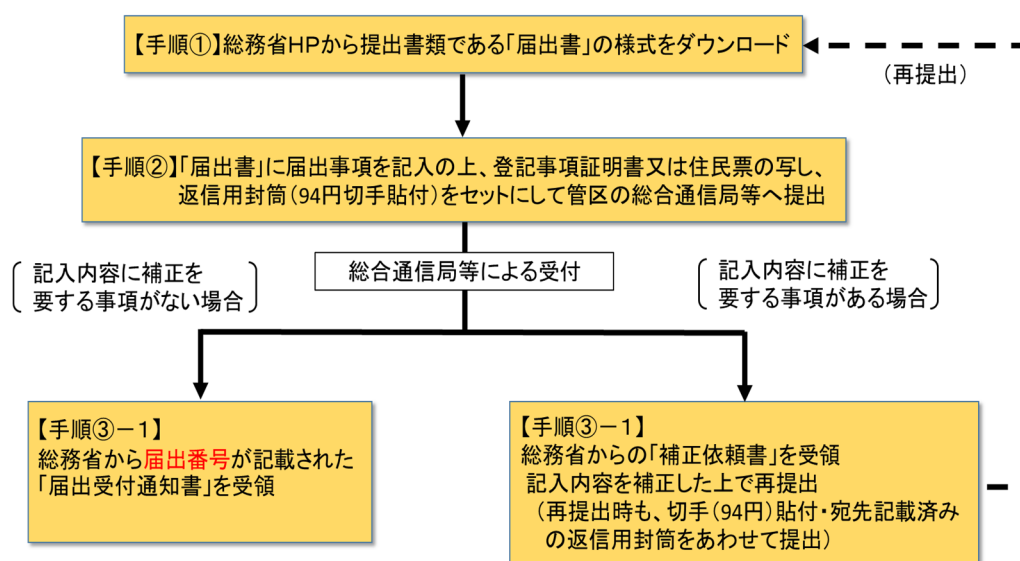 【手順①】総務省HPから提出書類である「届出書」の様式をダウンロード
（再提出）
【手順②】「届出書」に届出事項を記入の上、登記事項証明書又は住民票の写し、
返信用封筒（94円切手貼付）をセットにして管区の総合通信局等へ提出
記入内容に補正を
要する事項がない場合
総合通信局等による受付
記入内容に補正を
要する事項がある場合
【手順③－１】
総務省から届出番号が記載された
「届出受付通知書」を受領
【手順③－１】
総務省からの「補正依頼書」を受領
記入内容を補正した上で再提出
（再提出時も、切手（94円）貼付・宛先記載済み
の返信用封筒をあわせて提出）